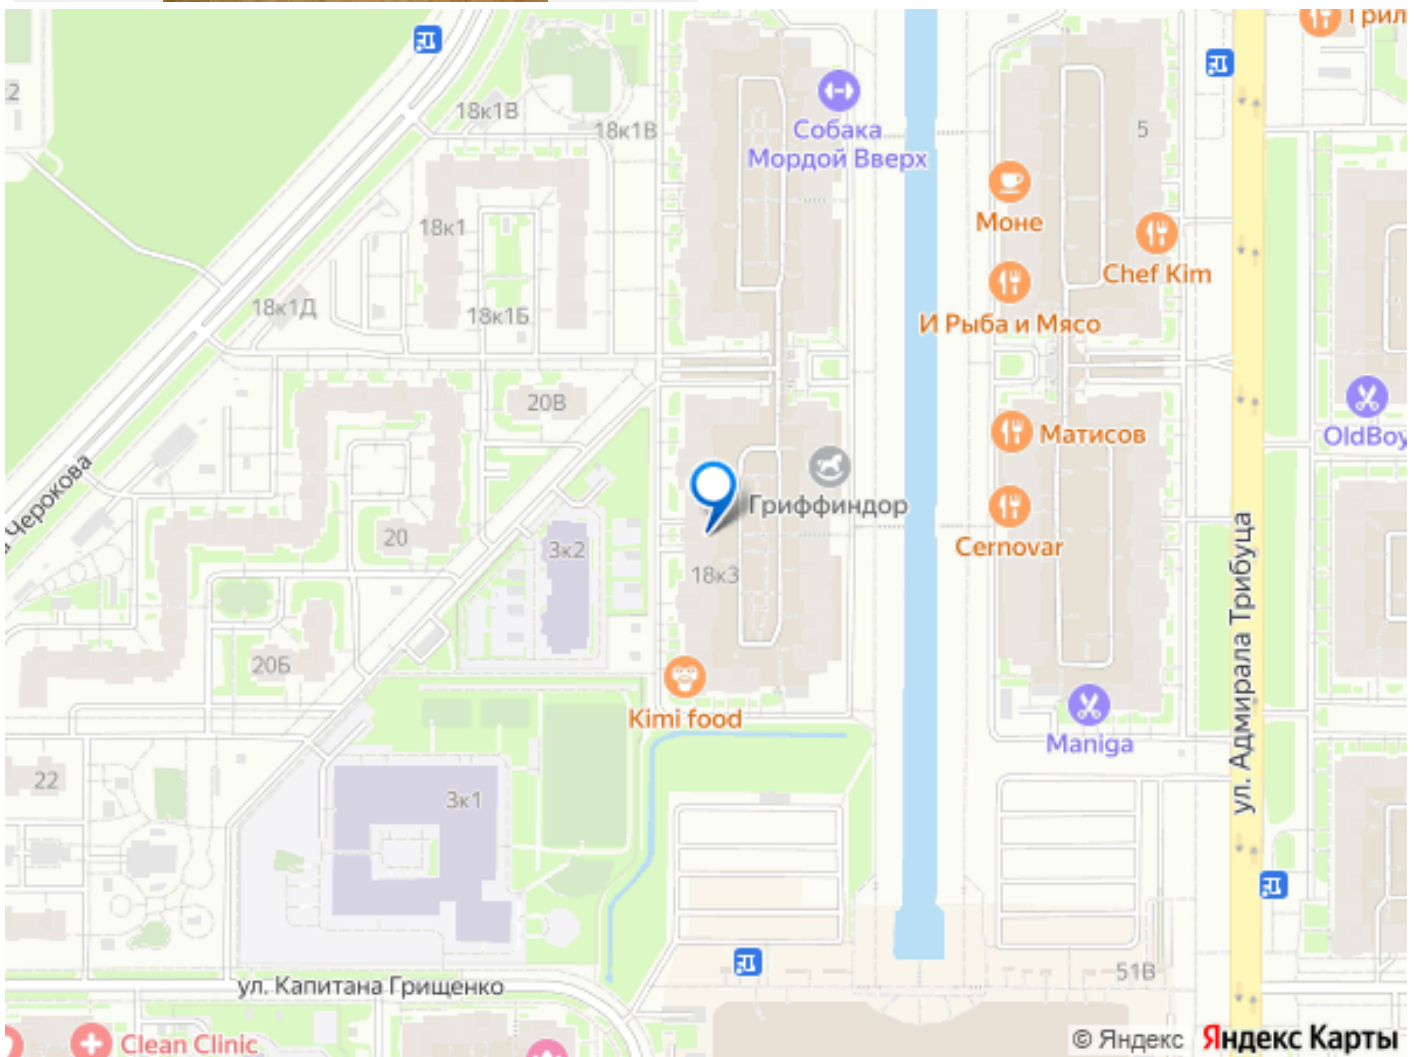 18к1В
18к1В
Собака
Мордой Вверх
5
Моне
Chef Kim
18к1
18к1Д
18к1Б
И Рыба и Мясо
20В
Матисов
OldBoy
Черокова
Гриффиндор
Cernovar
20
3к2
18к3
20Б
Kimi food
Maniga
ул. Адмирала Трибуца
22
3к1
51В
ул. Капитана Грищенко
Clean Clinic
© Яндекс Яндекс Карты